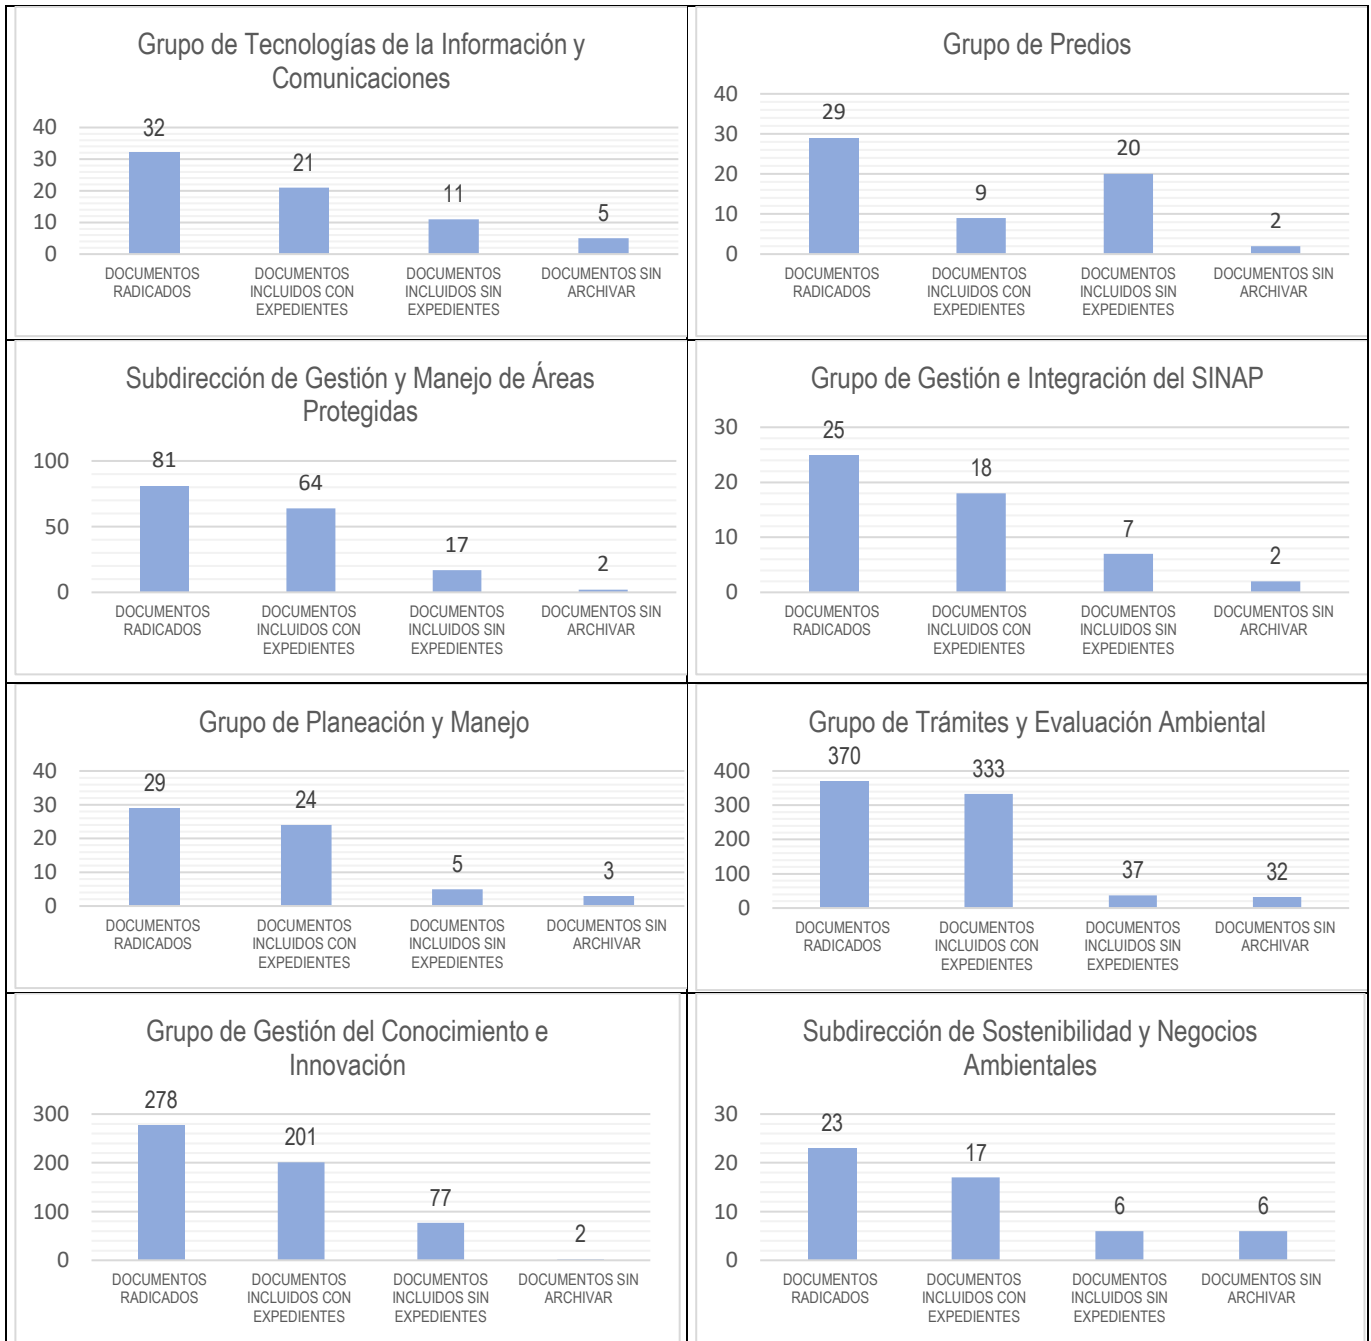 Grupo de Tecnologías de la Información y
Comunicaciones
40
30
20
10
0
32
21
11
5
DOCUMENTOS
RADICADOS
DOCUMENTOS
INCLUIDOS CON
EXPEDIENTES
DOCUMENTOS
INCLUIDOS SIN
EXPEDIENTES
DOCUMENTOS SIN
ARCHIVAR
Grupo de Predios
40
30
20
10
0
29
9
20
2
DOCUMENTOS
RADICADOS
DOCUMENTOS
INCLUIDOS CON
EXPEDIENTES
DOCUMENTOS
INCLUIDOS SIN
EXPEDIENTES
DOCUMENTOS SIN
ARCHIVAR
Subdirección de Gestión y Manejo de Áreas
Protegidas
100
50
0
81
64
17
2
DOCUMENTOS
RADICADOS
DOCUMENTOS
INCLUIDOS CON
EXPEDIENTES
DOCUMENTOS
INCLUIDOS SIN
EXPEDIENTES
DOCUMENTOS SIN
ARCHIVAR
Grupo de Gestión e Integración del SINAP
30
20
10
0
25
18
7
2
DOCUMENTOS
RADICADOS
DOCUMENTOS
INCLUIDOS CON
EXPEDIENTES
DOCUMENTOS
INCLUIDOS SIN
EXPEDIENTES
DOCUMENTOS SIN
ARCHIVAR
Grupo de Planeación y Manejo
40
30
20
10
0
29
24
5
3
DOCUMENTOS
RADICADOS
DOCUMENTOS
INCLUIDOS CON
EXPEDIENTES
DOCUMENTOS
INCLUIDOS SIN
EXPEDIENTES
DOCUMENTOS SIN
ARCHIVAR
Grupo de Trámites y Evaluación Ambiental
400
300
200
100
0
370
333
37
32
DOCUMENTOS
RADICADOS
DOCUMENTOS
INCLUIDOS CON
EXPEDIENTES
DOCUMENTOS
INCLUIDOS SIN
EXPEDIENTES
DOCUMENTOS SIN
ARCHIVAR
Grupo de Gestión del Conocimiento e
Innovación
300
200
100
0
278
201
77
2
DOCUMENTOS
RADICADOS
DOCUMENTOS
INCLUIDOS CON
EXPEDIENTES
DOCUMENTOS
INCLUIDOS SIN
EXPEDIENTES
DOCUMENTOS SIN
ARCHIVAR
Subdirección de Sostenibilidad y Negocios
Ambientales
30
20
10
0
23
17
6
6
DOCUMENTOS
RADICADOS
DOCUMENTOS
INCLUIDOS CON
EXPEDIENTES
DOCUMENTOS
INCLUIDOS SIN
EXPEDIENTES
DOCUMENTOS SIN
ARCHIVAR